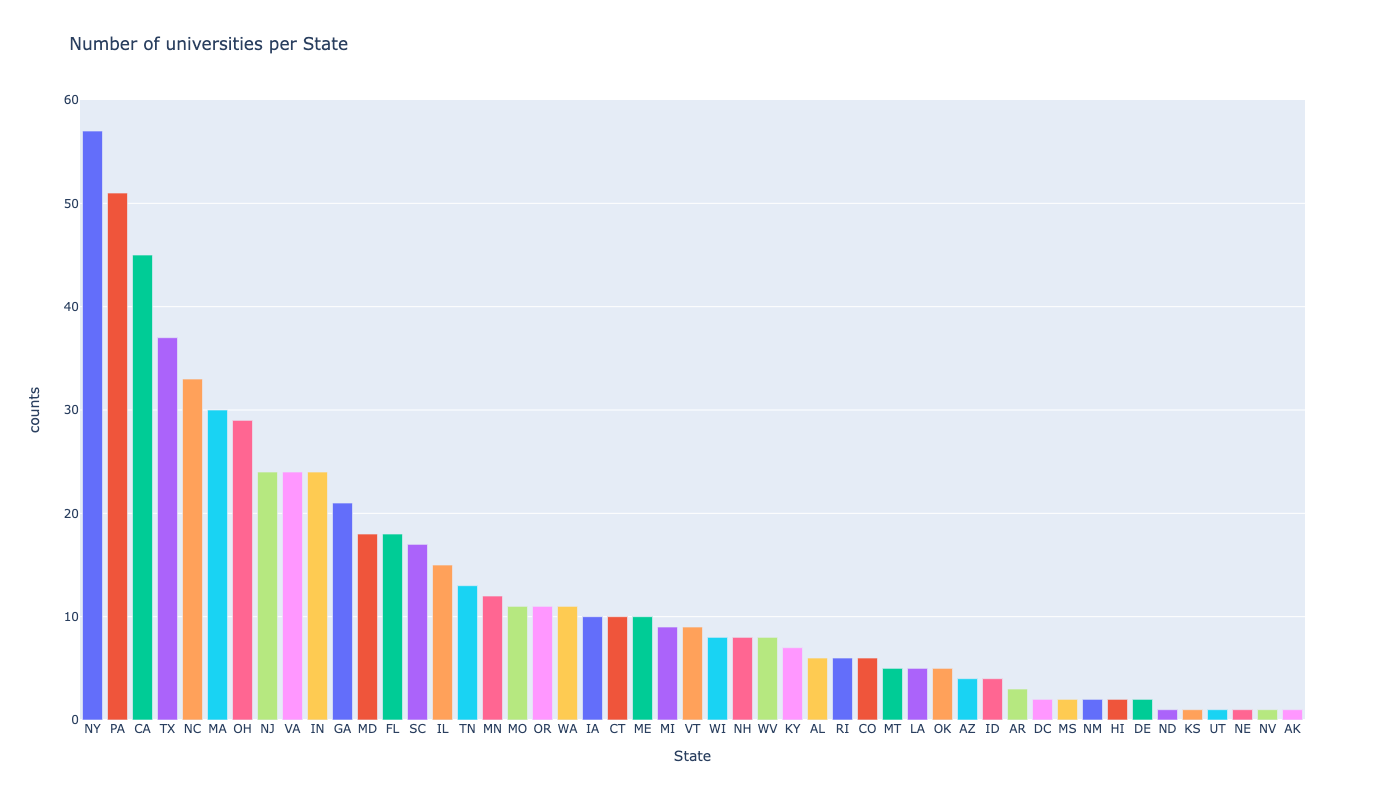 Number of universities per State
60
50
40
30
20
10
0
counts
NY PA CA TX NC MA OH NJ VA IN GA MD FL SC IL TN MN MO OR WA IA CT ME MI VT WI NH WV KY AL RI CO MT LA OK AZ ID AR DC MS NM HI DE ND KS UT NE NV AK
State